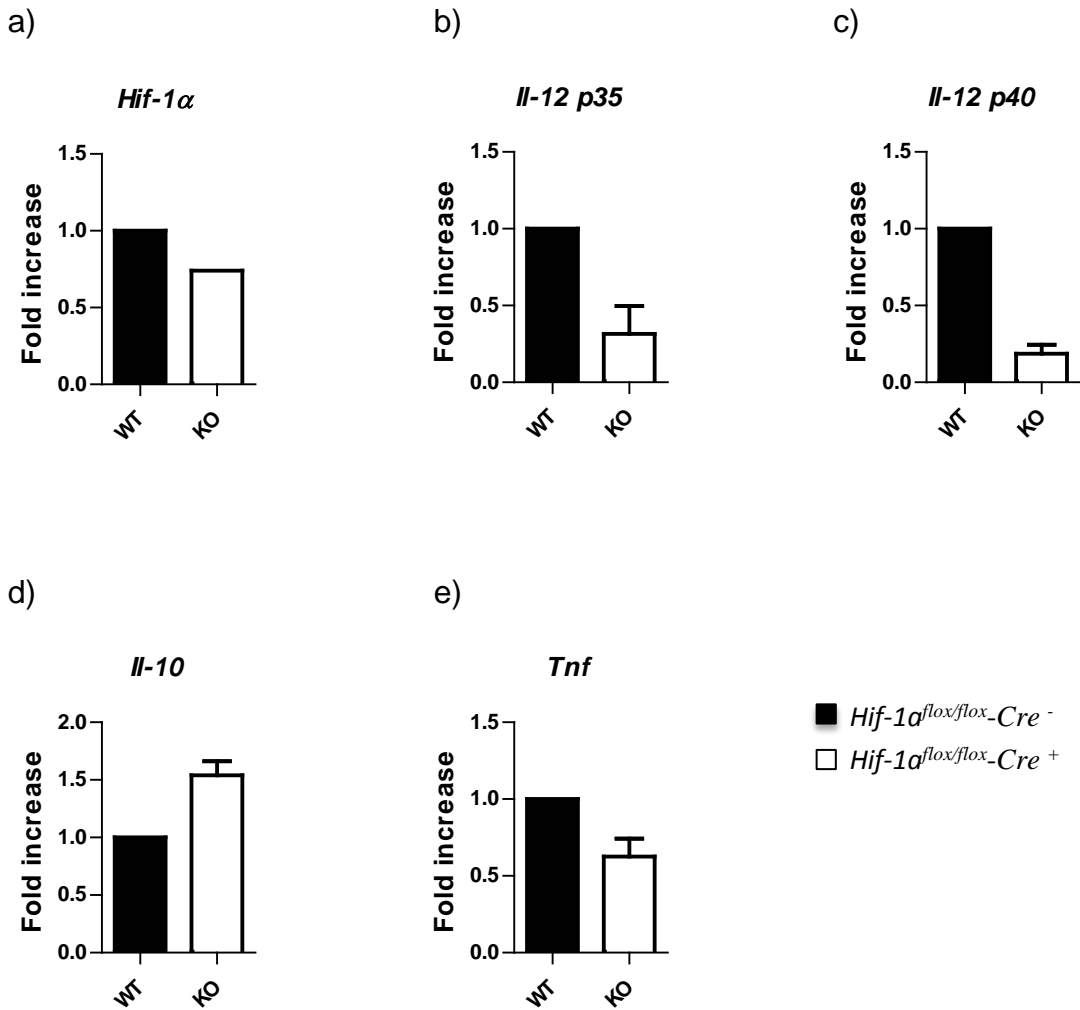 a)
Hif-1α
Fold increase
1.5
1.0
0.5
0.0
WT
KO
b)
Il-12 p35
Fold increase
1.5
1.0
0.5
0.0
WT
KO
c)
Il-12 p40
Fold increase
1.5
1.0
0.5
0.0
WT
KO
d)
Il-10
Fold increase
2.0
1.5
1.0
0.5
0.0
WT
KO
e)
Tnf
Fold increase
1.5
1.0
0.5
0.0
WT
KO
Hif-1α^flox/flox-Cre ^-
Hif-1α^flox/flox-Cre ^+